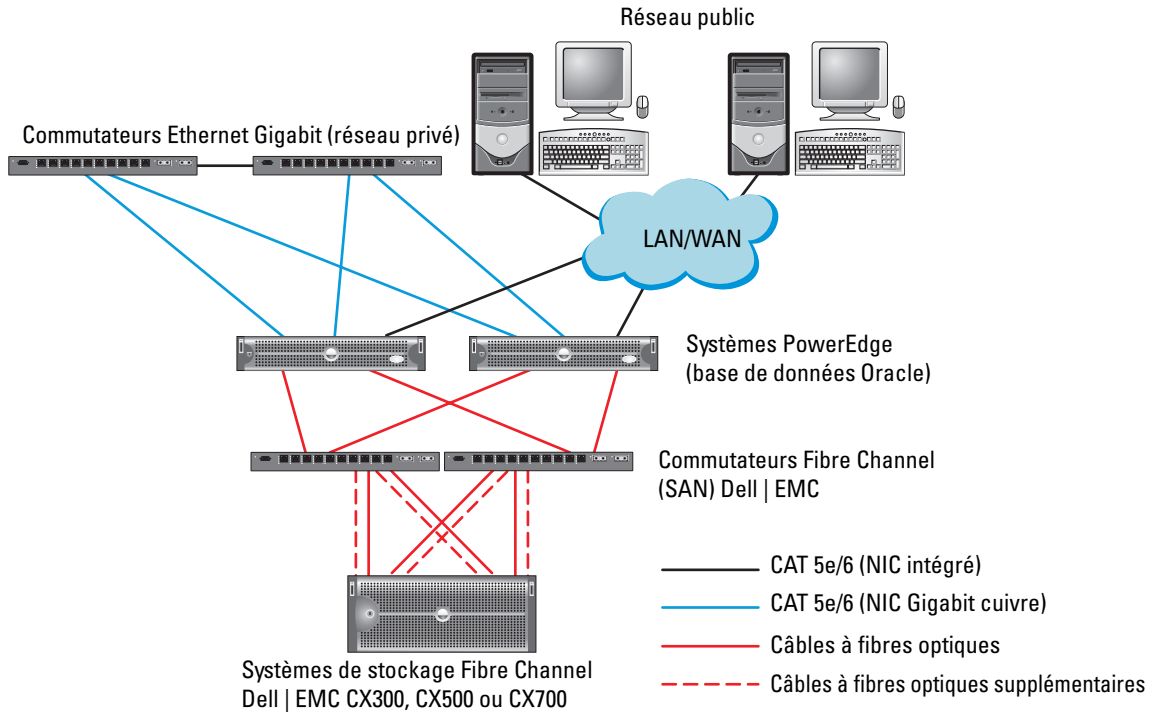 Réseau public
Commutateurs Ethernet Gigabit (réseau privé)
LAN/WAN
Systèmes PowerEdge
(base de données Oracle)
Commutateurs Fibre Channel
(SAN) Dell | EMC
CAT 5e/6 (NIC intégré)
CAT 5e/6 (NIC Gigabit cuivre)
Câbles à fibres optiques
Câbles à fibres optiques supplémentaires
Systèmes de stockage Fibre Channel
Dell | EMC CX300, CX500 ou CX700